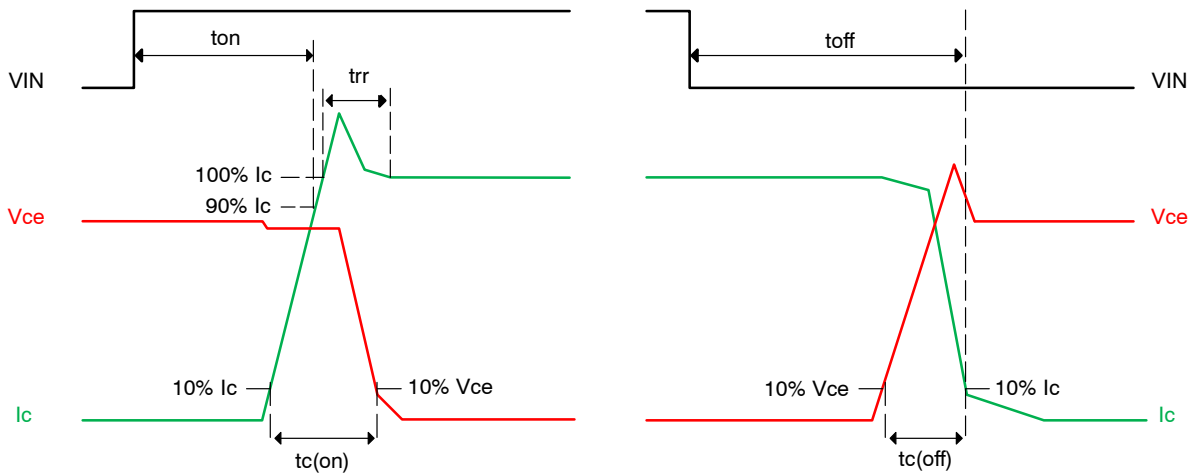 ton
toff
VIN
trr
VIN
100% Ic
90% Ic
Vce
Vce
10% Ic
10% Vce
10% Vce
10% Ic
Ic
Ic
tc(on)
tc(off)